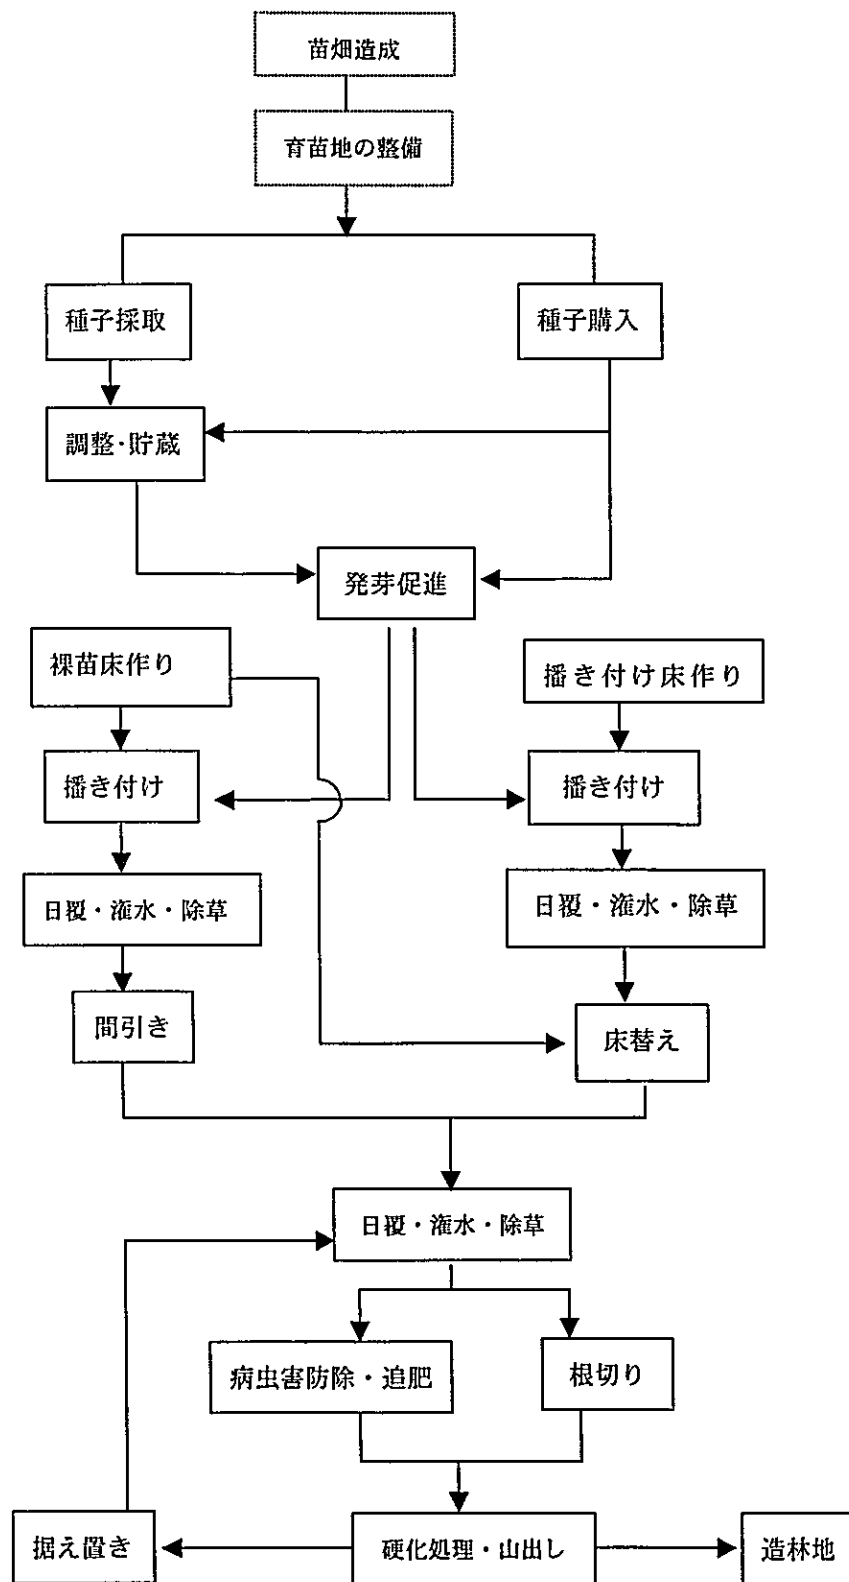 苗畑造成
育苗地の整備
種子採取
種子購入
調整・貯蔵
発芽促進
裸苗床作り
播き付け床作り
播き付け
播き付け
日覆・潅水・除草
日覆・潅水・除草
間引き
床替え
日覆・潅水・除草
病虫害防除・追肥
根切り
据え置き
硬化処理・山出し
造林地